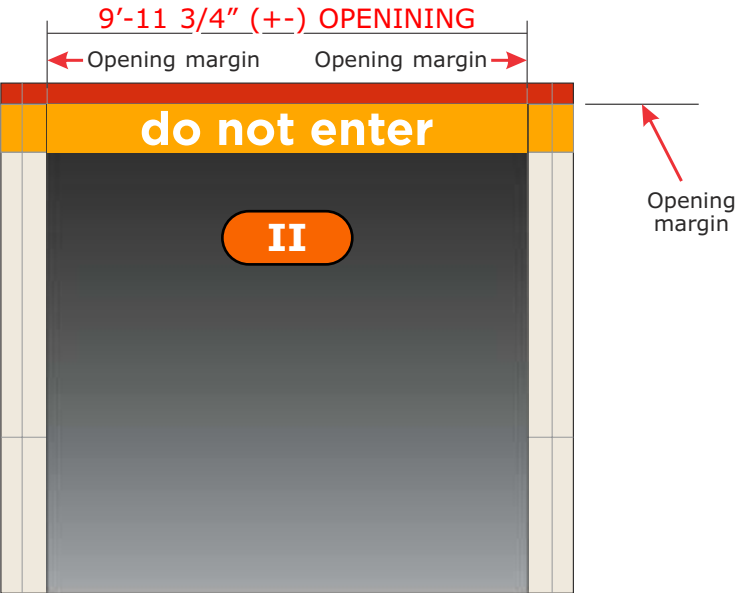 9′-11 3/4″ (+-) OPENINING
Opening margin Opening margin
do not enter
Opening
margin
II